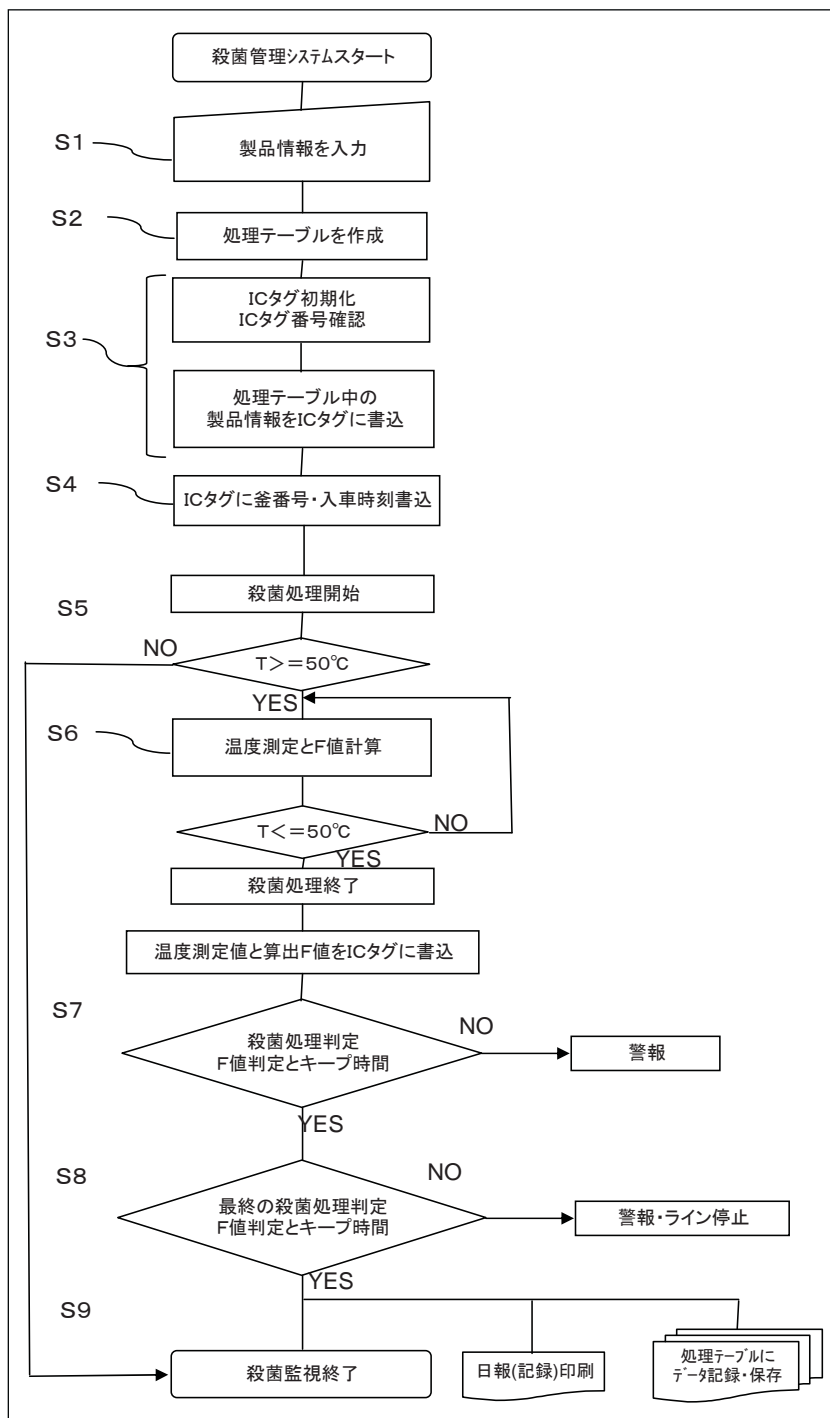 殺菌管理システムスタート
S1
製品情報を入力
S2
処理テーブルを作成
S3
ICタグ初期化
ICタグ番号確認
処理テーブル中の
製品情報をICタグに書込
S4
ICタグに釜番号・入車時刻書込
殺菌処理開始
S5
NO
T>=50℃
YES
S6
温度測定とF値計算
T<=50℃
NO
YES
殺菌処理終了
温度測定値と算出F値をICタグに書込
S7
殺菌処理判定
F値判定とキープ時間
NO
警報
YES
S8
最終の殺菌処理判定
F値判定とキープ時間
NO
警報・ライン停止
YES
S9
殺菌監視終了
日報(記録)印刷
処理テーブルに
データ記録・保存